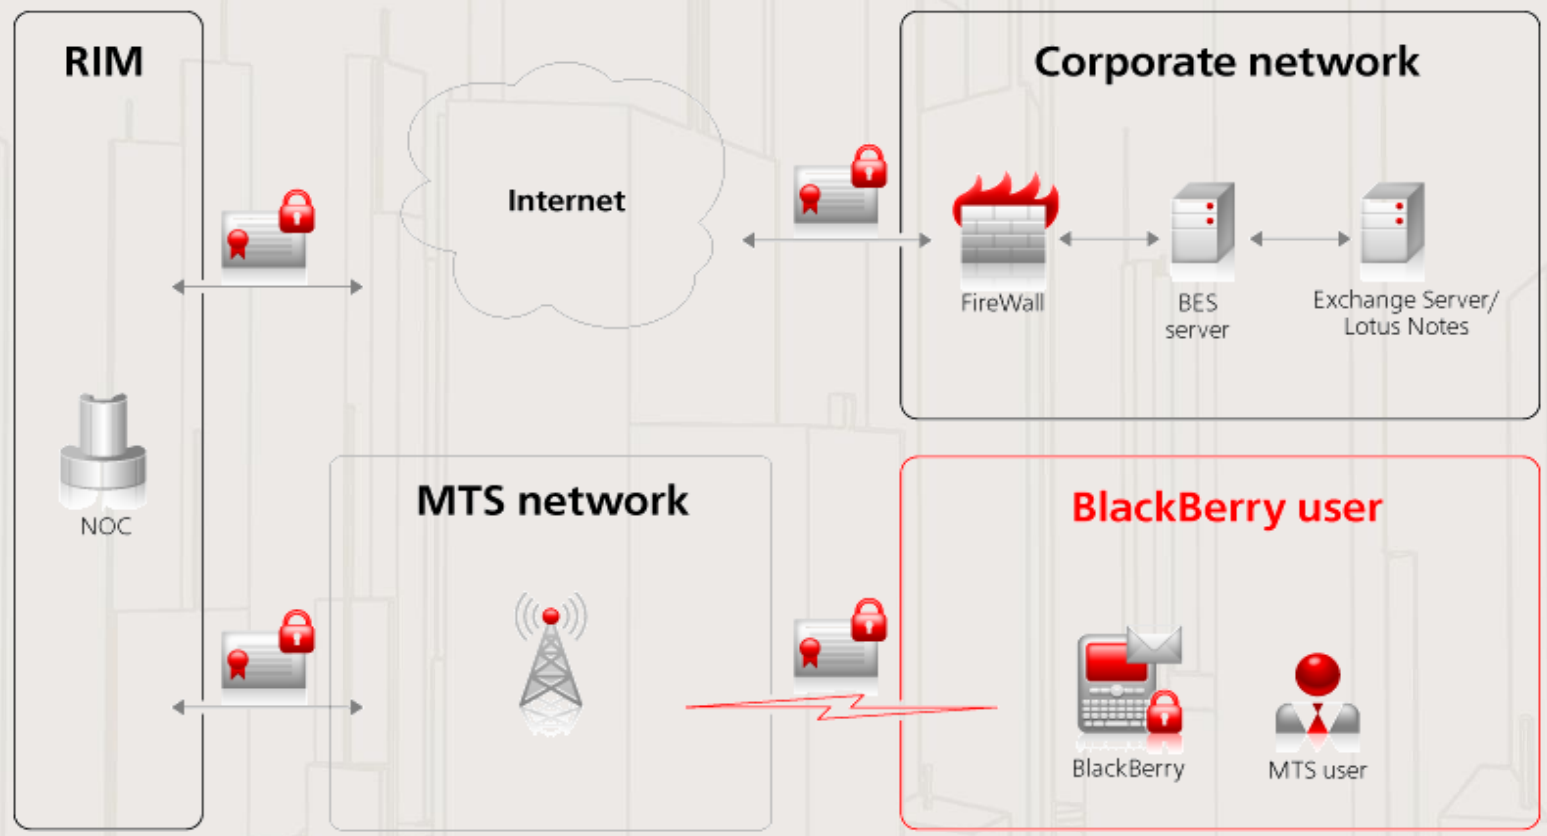 RIM
Corporate network
Internet
FireWall
BES
server
Exchange Server/
Lotus Notes
NOC
MTS network
BlackBerry user
BlackBerry
MTS user